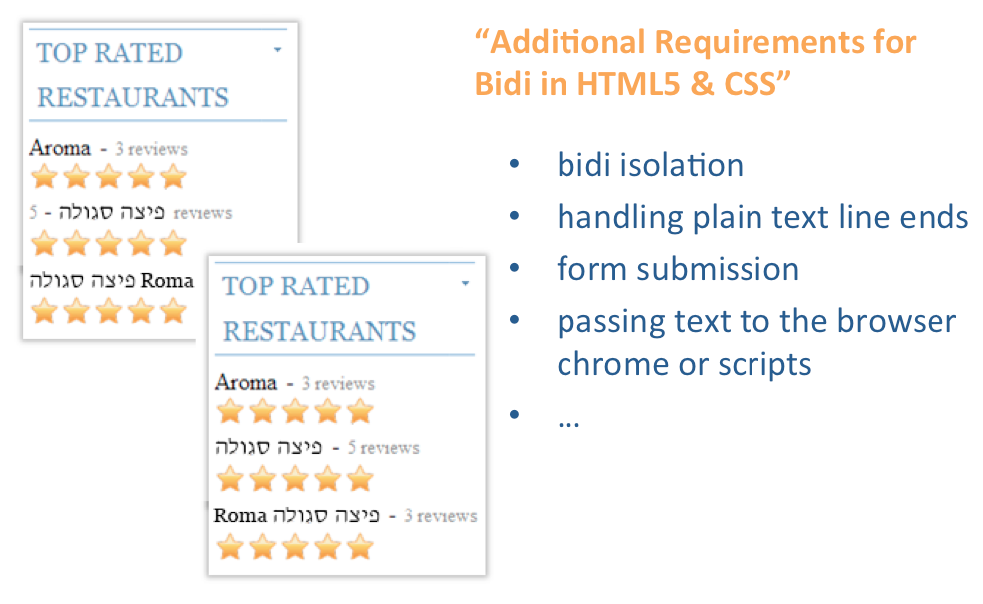 TOP RATED
RESTAURANTS
Aroma - 3 reviews
פיצה סגולה - 5 reviews
פיצה סגולה Roma
TOP RATED
RESTAURANTS
Aroma - 3 reviews
פיצה סגולה - 5 reviews
Roma פיצה סגולה - 3 reviews
“Additional Requirements for
Bidi in HTML5 & CSS”
• bidi isolation
• handling plain text line ends
• form submission
• passing text to the browser
chrome or scripts
• ...